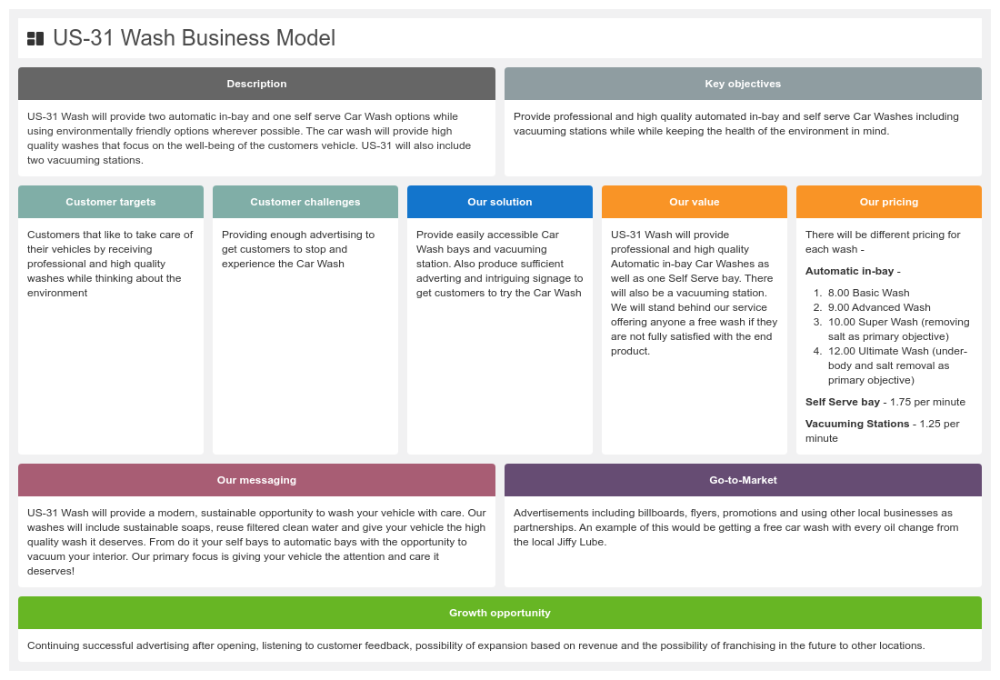 US-31 Wash Business Model
Description
US-31 Wash will provide two automatic in-bay and one self serve Car Wash options while
using environmentally friendly options wherever possible. The car wash will provide high
quality washes that focus on the well-being of the customers vehicle. US-31 will also include
two vacuuming stations.
Key objectives
Provide professional and high quality automated in-bay and self serve Car Washes including
vacuuming stations while while keeping the health of the environment in mind.
Customer targets
Customers that like to take care of
their vehicles by receiving
professional and high quality
washes while thinking about the
environment
Customer challenges
Providing enough advertising to
get customers to stop and
experience the Car Wash
Our solution
Provide easily accessible Car
Wash bays and vacuuming
station. Also produce sufficient
adverting and intriguing signage to
get customers to try the Car Wash
Our value
US-31 Wash will provide
professional and high quality
Automatic in-bay Car Washes as
well as one Self Serve bay. There
will also be a vacuuming station.
We will stand behind our service
offering anyone a free wash if they
are not fully satisfied with the end
product.
Our pricing
There will be different pricing for
each wash -
Automatic in-bay -
1. 8.00 Basic Wash
2. 9.00 Advanced Wash
3. 10.00 Super Wash (removing
salt as primary objective)
4. 12.00 Ultimate Wash (under-
body and salt removal as
primary objective)
Self Serve bay - 1.75 per minute
Vacuuming Stations - 1.25 per
minute
Our messaging
US-31 Wash will provide a modern, sustainable opportunity to wash your vehicle with care. Our
washes will include sustainable soaps, reuse filtered clean water and give your vehicle the high
quality wash it deserves. From do it your self bays to automatic bays with the opportunity to
vacuum your interior. Our primary focus is giving your vehicle the attention and care it
deserves!
Go-to-Market
Advertisements including billboards, flyers, promotions and using other local businesses as
partnerships. An example of this would be getting a free car wash with every oil change from
the local Jiffy Lube.
Growth opportunity
Continuing successful advertising after opening, listening to customer feedback, possibility of expansion based on revenue and the possibility of franchising in the future to other locations.